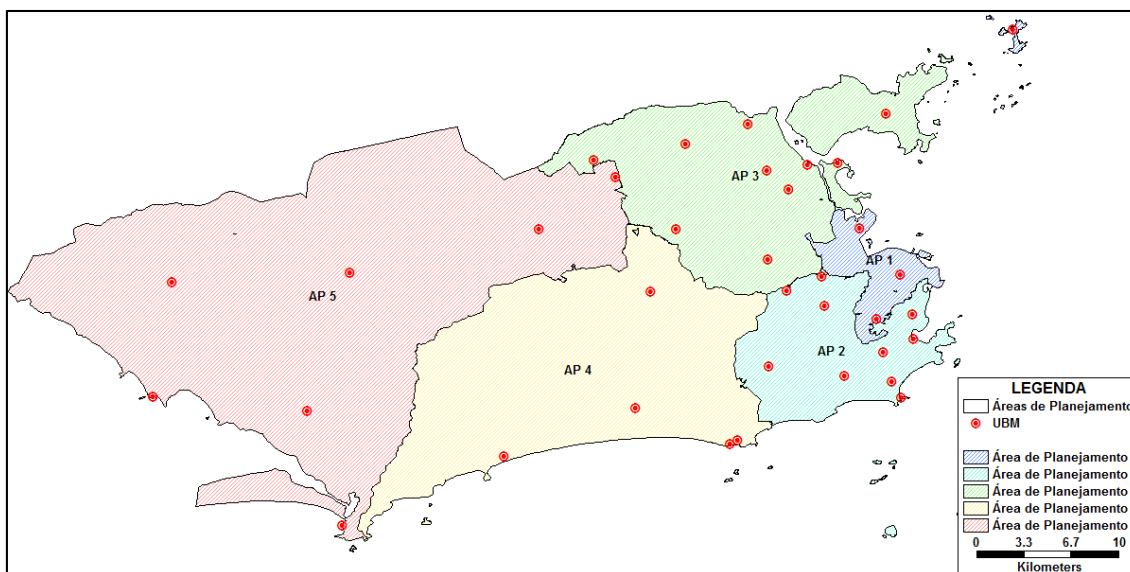 AP 3
AP 1
AP 5
AP 2
AP 4
LEGENDA
Áreas de Planejamento
UBM
Área de Planejamento
Área de Planejamento
Área de Planejamento
Área de Planejamento
Área de Planejamento
0 3.3 6.7 10
Kilometers